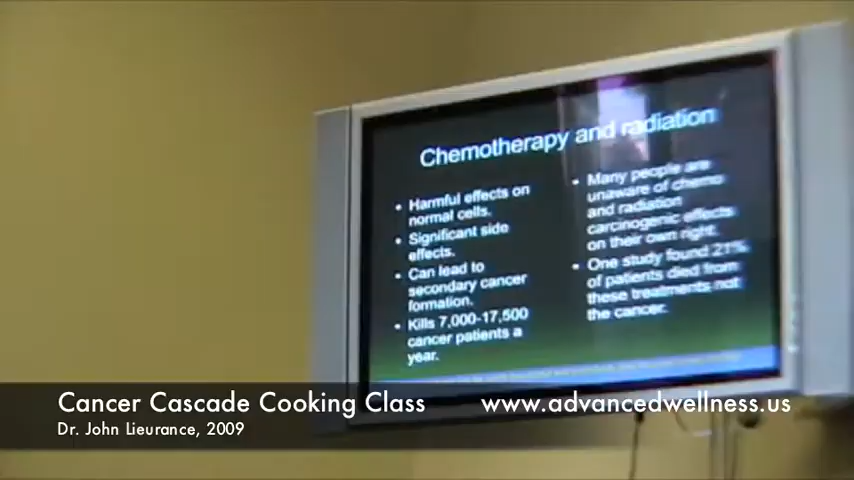 Chemotherapy and radiation
• Harmful effects on
normal cells.
• Significant side
effects.
• Can lead to
secondary cancer
formation.
• Kills 7,000-17,500
cancer patients a
year.
• Many people are
unaware of chemo
and radiation
carcinogenic effects
on their own right.
• One study found 21%
of patients died from
these treatments not
the cancer.
Cancer Cascade Cooking Class
www.advancedwellness.us
Dr. John Lieurance, 2009